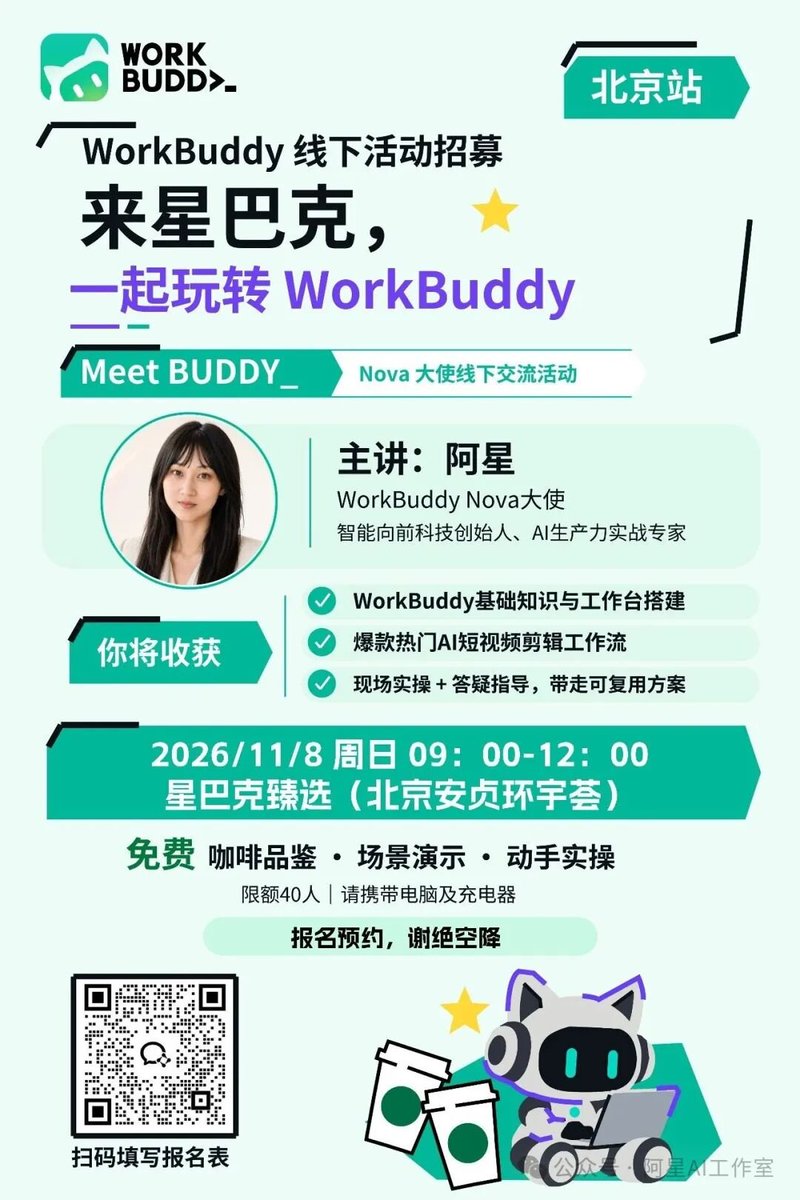 WORK
BUDD>_
北京站
WorkBuddy 线下活动招募
来星巴克，
一起玩转 WorkBuddy
Meet BUDDY_
Nova 大使线下交流活动
主讲：阿星
WorkBuddy Nova大使
智能向前科技创始人、AI生产力实战专家
你将收获
WorkBuddy基础知识与工作台搭建
爆款热门AI短视频剪辑工作流
现场实操 + 答疑指导，带走可复用方案
2026/11/8 周日 09：00-12：00
星巴克臻选（北京安贞环宇荟）
免费 咖啡品鉴 · 场景演示 · 动手实操
限额40人｜请携带电脑及充电器
报名预约，谢绝空降
扫码填写报名表
公众号 · 阿星AI工作室